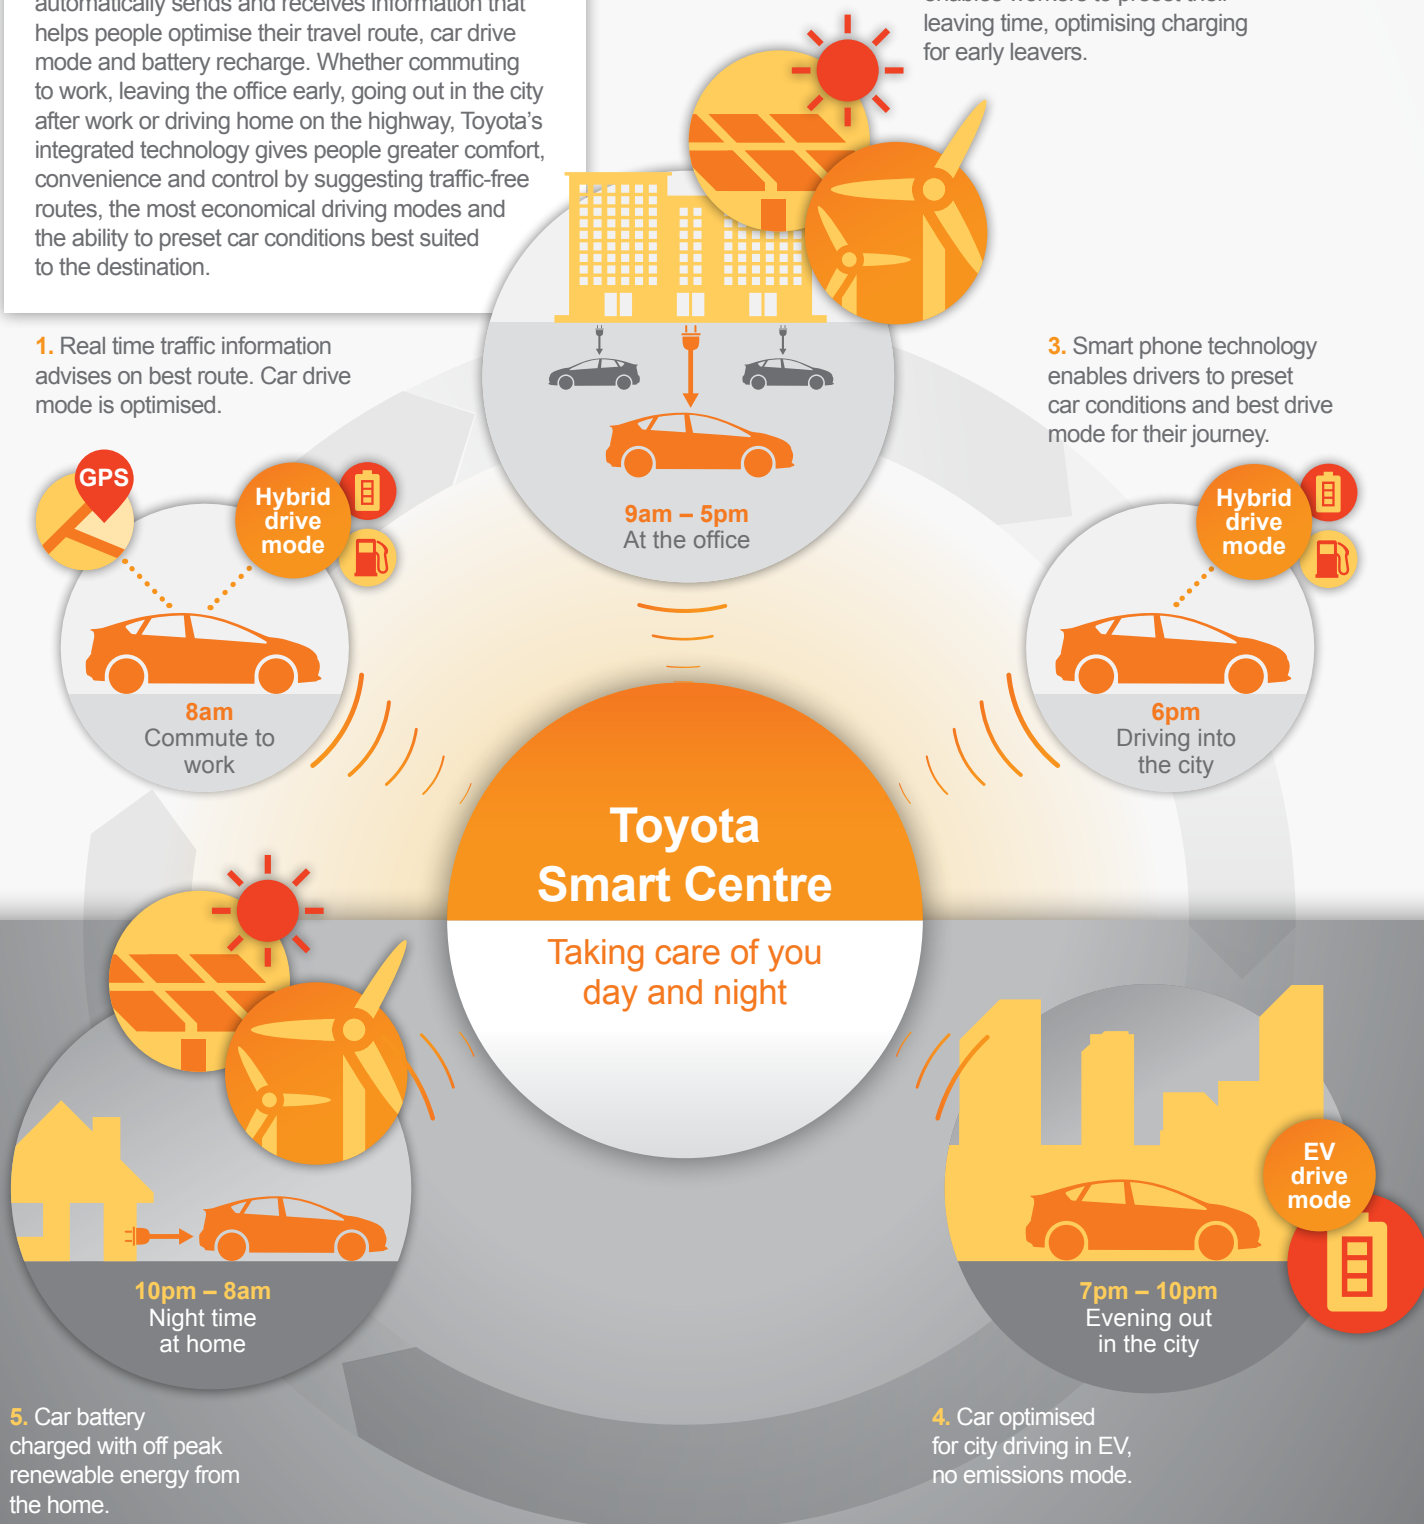 automatically sends and receives information that
helps people optimise their travel route, car drive
mode and battery recharge. Whether commuting
to work, leaving the office early, going out in the city
after work or driving home on the highway, Toyota's
integrated technology gives people greater comfort,
convenience and control by suggesting traffic-free
routes, the most economical driving modes and
the ability to preset car conditions best suited
to the destination.
enables workers to preset their
leaving time, optimising charging
for early leavers.
1. Real time traffic information
advises on best route. Car drive
mode is optimised.
GPS
Hybrid
drive
mode
8am
Commute to
work
9am – 5pm
At the office
3. Smart phone technology
enables drivers to preset
car conditions and best drive
mode for their journey.
Hybrid
drive
mode
6pm
Driving into
the city
Toyota
Smart Centre
Taking care of you
day and night
EV
drive
mode
7pm – 10pm
Evening out
in the city
4. Car optimised
for city driving in EV,
no emissions mode.
10pm – 8am
Night time
at home
5. Car battery
charged with off peak
renewable energy from
the home.